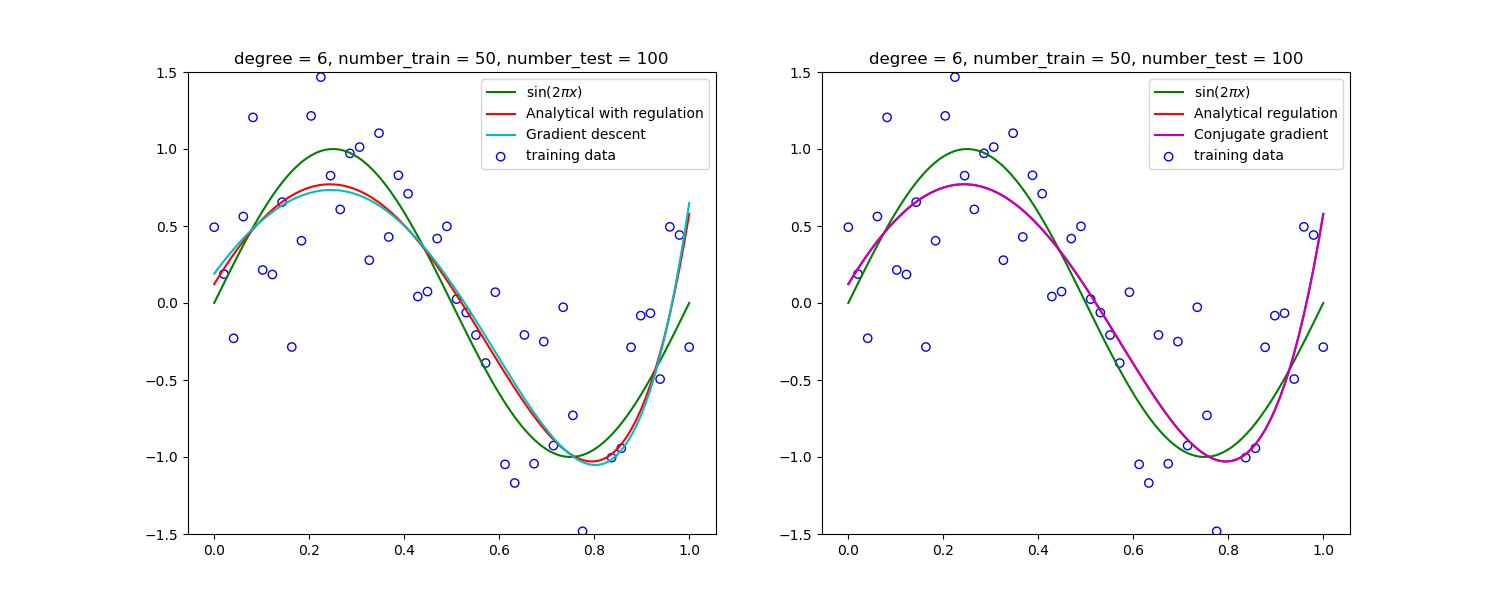 degree = 6, number_train = 50, number_test = 100
1.5
1.0
0.5
0.0
−0.5
−1.0
−1.5
0.0 0.2 0.4 0.6 0.8 1.0
sin(2πx)
Analytical with regulation
Gradient descent
training data
degree = 6, number_train = 50, number_test = 100
1.5
1.0
0.5
0.0
−0.5
−1.0
−1.5
0.0 0.2 0.4 0.6 0.8 1.0
sin(2πx)
Analytical regulation
Conjugate gradient
training data